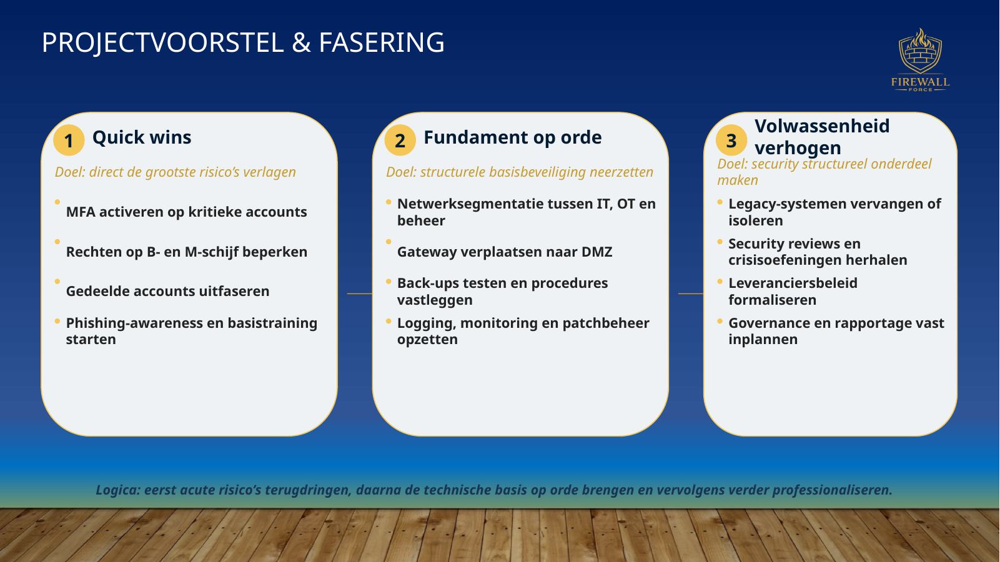 PROJECTVOORSTEL & FASERING
FIREWALL
FORCE
1 Quick wins
Doel: direct de grootste risico’s verlagen
• MFA activeren op kritieke accounts
• Rechten op B- en M-schijf beperken
• Gedeelde accounts uitfaseren
• Phishing-awareness en basistraining
starten
2 Fundament op orde
Doel: structurele basisbeveiliging neerzetten
• Netwerksegmentatie tussen IT, OT en
beheer
• Gateway verplaatsen naar DMZ
• Back-ups testen en procedures
vastleggen
• Logging, monitoring en patchbeheer
opzetten
3 Volwassenheid
verhogen
Doel: security structureel onderdeel
maken
• Legacy-systemen vervangen of
isoleren
• Security reviews en
crisisoefeningen herhalen
• Leveranciersbeleid
formaliseren
• Governance en rapportage vast
inplannen
Logica: eerst acute risico’s terugdringen, daarna de technische basis op orde brengen en vervolgens verder professionaliseren.